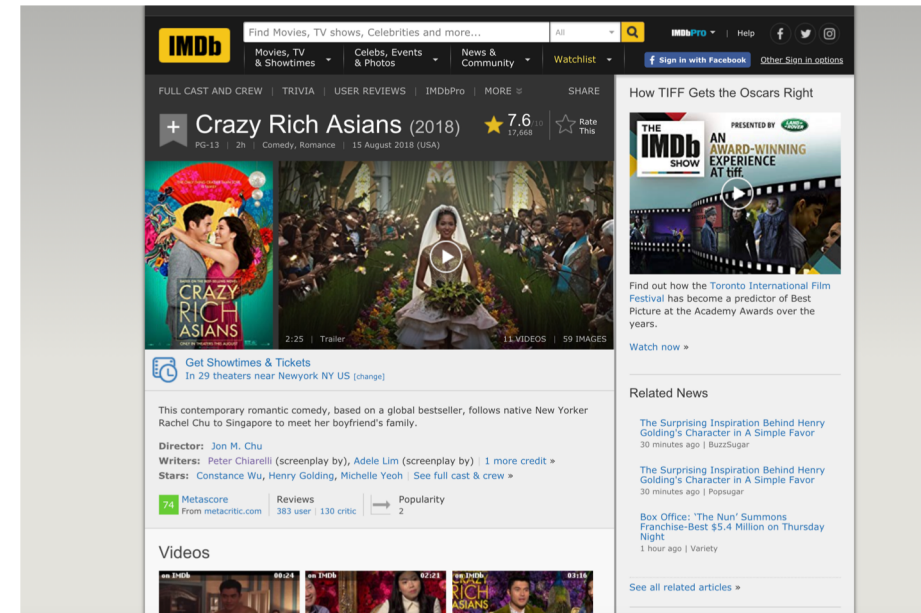 IMDb
Find Movies, TV shows, Celebrities and more...
All
IMDbPro
Help
Movies, TV
& Showtimes
Celebs, Events
& Photos
News &
Community
Watchlist
f Sign in with Facebook
Other Sign in options
FULL CAST AND CREW | TRIVIA | USER REVIEWS | IMDbPro | MORE
SHARE
+ Crazy Rich Asians (2018)
7.6/10
17,668
Rate
This
PG-13 | 2h | Comedy, Romance | 15 August 2018 (USA)
CRAZY
RICH
ASIANS
2:25 | Trailer
11 VIDEOS | 59 IMAGES
Get Showtimes & Tickets
In 29 theaters near Newyork NY US [change]
This contemporary romantic comedy, based on a global bestseller, follows native New Yorker
Rachel Chu to Singapore to meet her boyfriend's family.
Director: Jon M. Chu
Writers: Peter Chiarelli (screenplay by), Adele Lim (screenplay by) | 1 more credit »
Stars: Constance Wu, Henry Golding, Michelle Yeoh | See full cast & crew »
74
Metascore
From metacritic.com
Reviews
383 user | 130 critic
Popularity
2
Videos
on IMDb 00:24
on IMDb 02:21
on IMDb 03:16
CRAZY
RICH
ASIANS
How TIFF Gets the Oscars Right
THE
IMDb
SHOW
PRESENTED BY LAND ROVER
AN
AWARD-WINNING
EXPERIENCE
AT tiff.
Find out how the Toronto International Film
Festival has become a predictor of Best
Picture at the Academy Awards over the
years.
Watch now »
Related News
The Surprising Inspiration Behind Henry
Golding's Character in A Simple Favor
30 minutes ago | BuzzSugar
The Surprising Inspiration Behind Henry
Golding's Character in A Simple Favor
30 minutes ago | Popsugar
Box Office: 'The Nun' Summons
Franchise-Best $5.4 Million on Thursday
Night
1 hour ago | Variety
See all related articles »